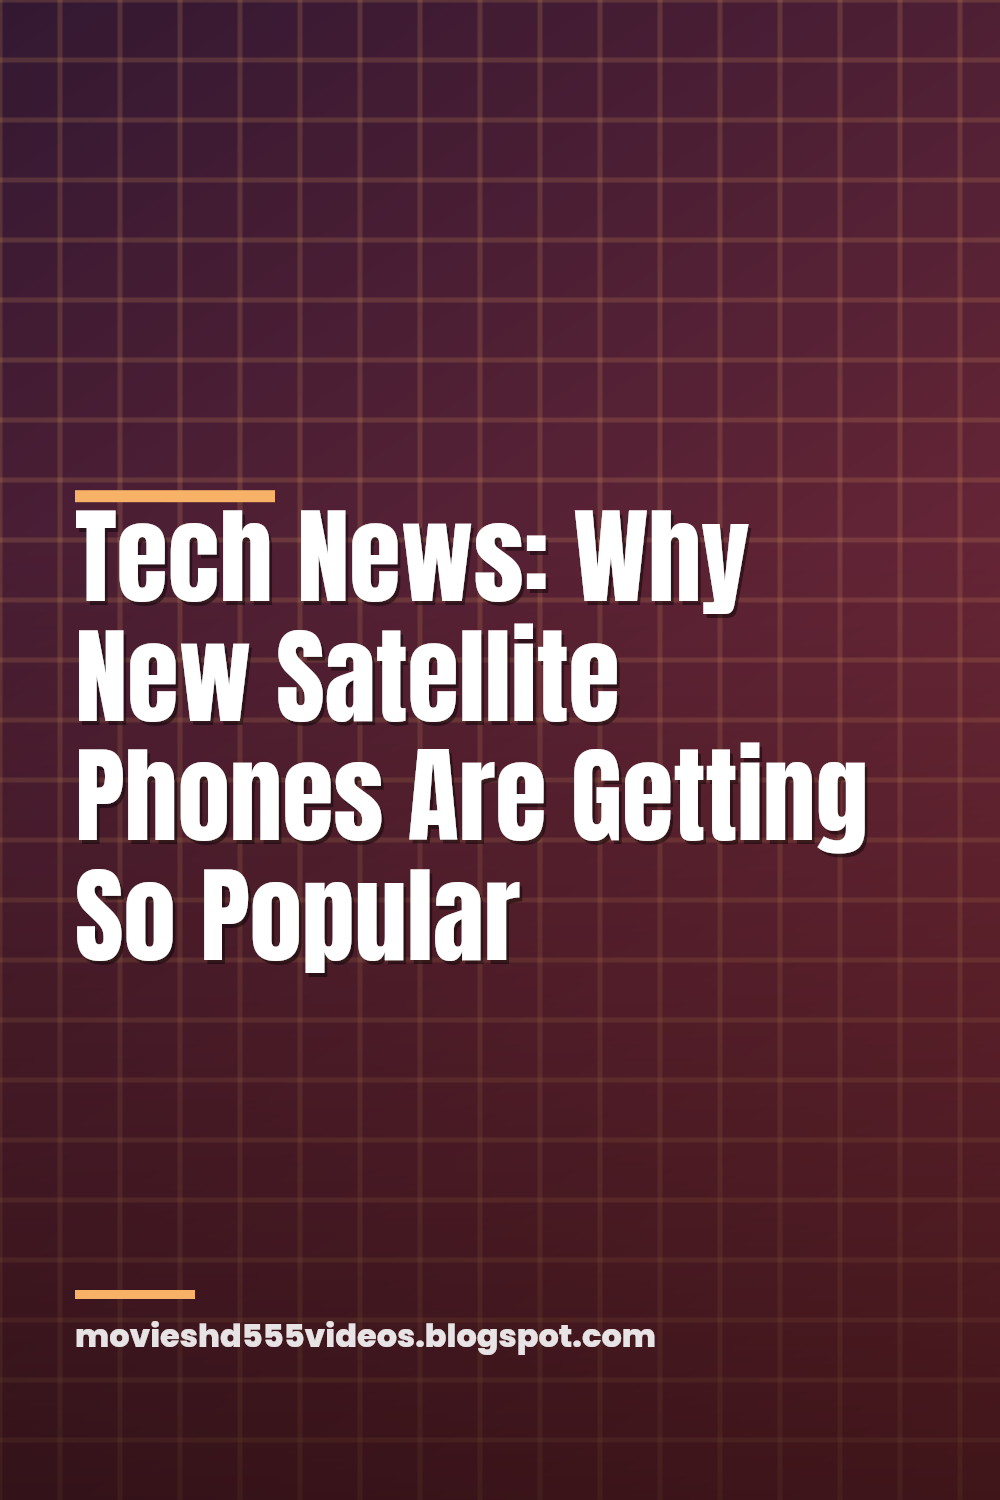 Tech News: Why
New Satellite
Phones Are Getting
So Popular
movieshd555videos.blogspot.com